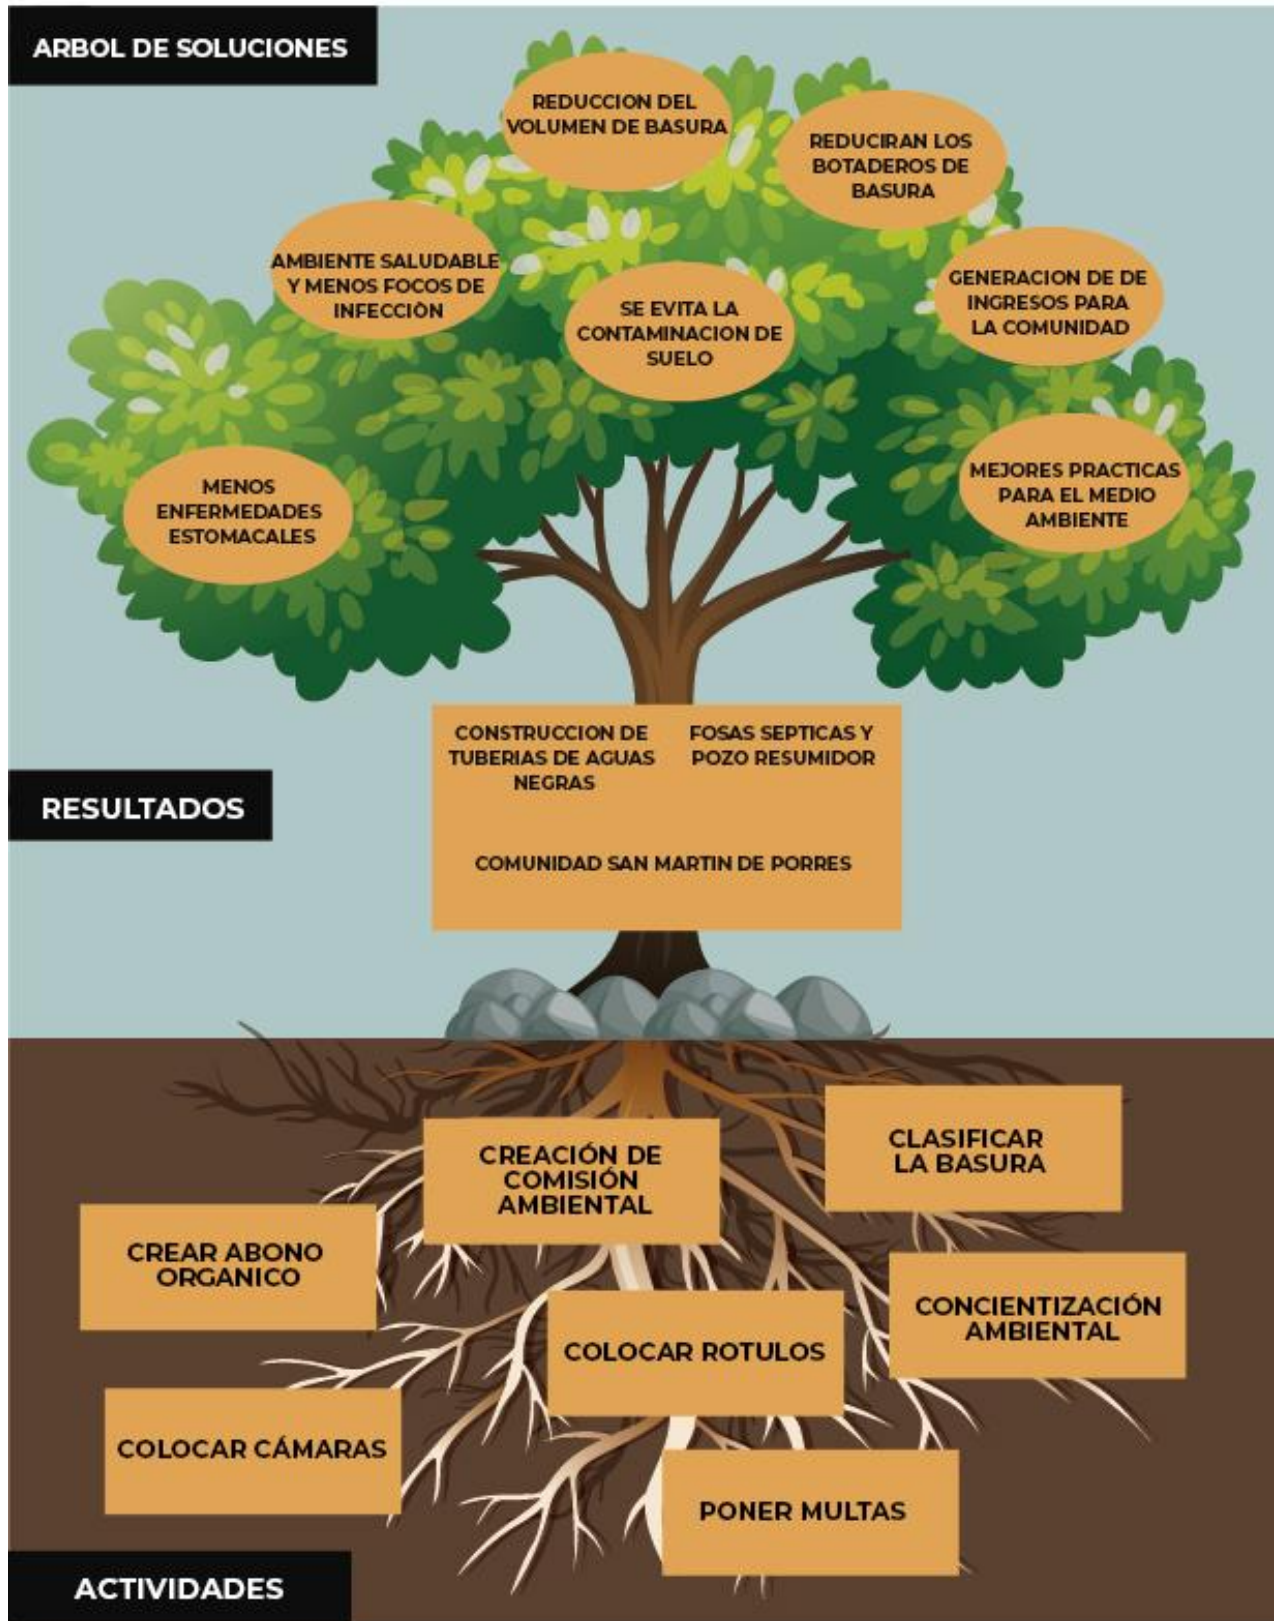 ARBOL DE SOLUCIONES
REDUCCION DEL
VOLUMEN DE BASURA
REDUCIRAN LOS
BOTADEROS DE
BASURA
AMBIENTE SALUDABLE
Y MENOS FOCOS DE
INFECCIÒN
SE EVITA LA
CONTAMINACION DE
SUELO
GENERACION DE DE
INGRESOS PARA
LA COMUNIDAD
MENOS
ENFERMEDADES
ESTOMACALES
MEJORES PRACTICAS
PARA EL MEDIO
AMBIENTE
CONSTRUCCION DE
TUBERIAS DE AGUAS
NEGRAS
FOSAS SEPTICAS Y
POZO RESUMIDOR
RESULTADOS
COMUNIDAD SAN MARTIN DE PORRES
CREACIÓN DE
COMISIÓN
AMBIENTAL
CLASIFICAR
LA BASURA
CREAR ABONO
ORGANICO
CONCIENTIZACIÓN
AMBIENTAL
COLOCAR ROTULOS
COLOCAR CÁMARAS
PONER MULTAS
ACTIVIDADES